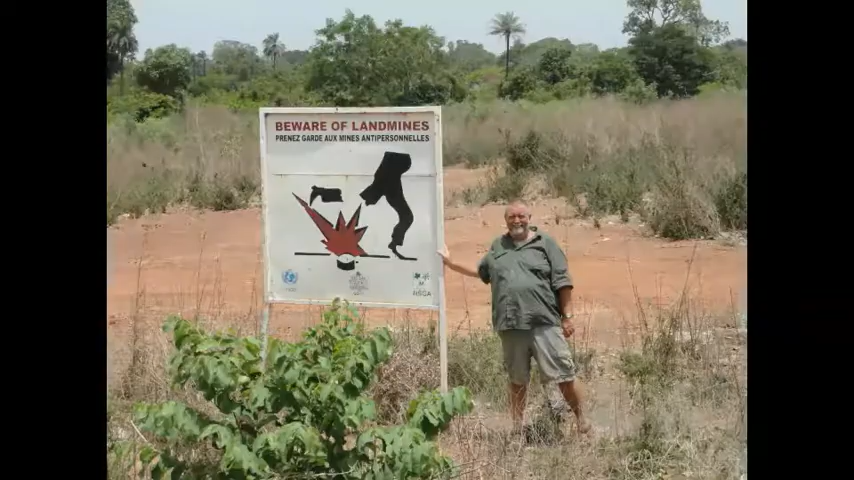 BEWARE OF LANDMINES
PRENEZ GARDE AUX MINES ANTIPERSONNELLES